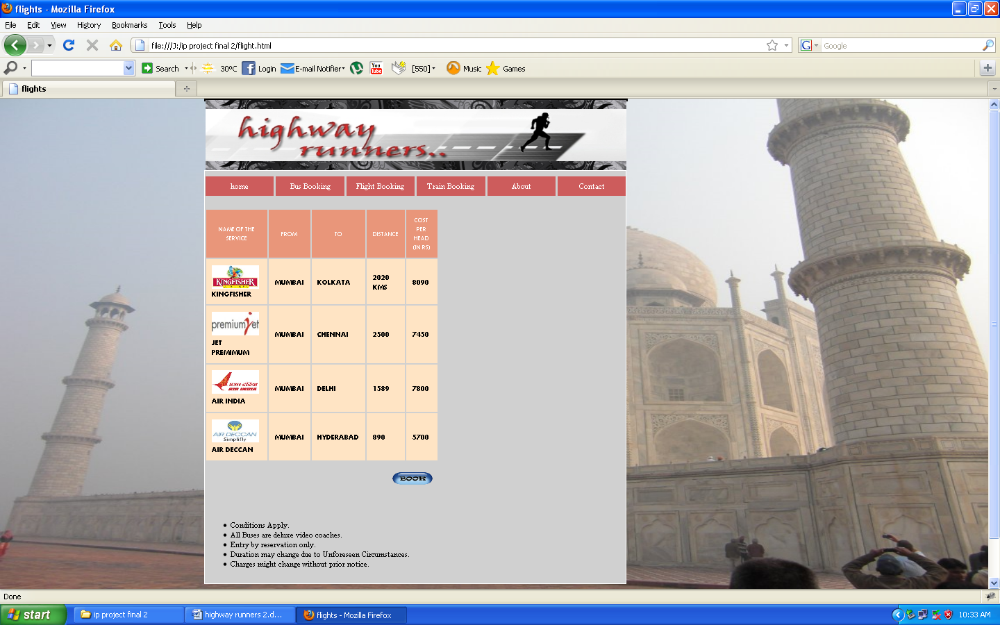 flights - Mozilla Firefox
File Edit View History Bookmarks Tools Help
file:///J:/ip project final 2/flight.html
G Google
Search 30ºC Login E-mail Notifier You Tube [550] Music Games
flights
highway
runners..
home Bus Booking Flight Booking Train Booking About Contact
NAME OF THE SERVICE FROM TO DISTANCE COST PER HEAD (IN RS)
KINGFISHER
KINGFISHER MUMBAI KOLKATA 2020 KMS 8090
premiumjet
JET PREMIMUM MUMBAI CHENNAI 2500 7450
AIR INDIA
AIR INDIA MUMBAI DELHI 1589 7800
AIR DECCAN
Simplifly
AIR DECCAN MUMBAI HYDERABAD 890 5700
BOOK
• Conditions Apply.
• All Buses are deluxe video coaches.
• Entry by reservation only.
• Duration may change due to Unforeseen Circumstances.
• Charges might change without prior notice.
Done
start ip project final 2 highway runners 2.d... flights - Mozilla Firefox 10:33 AM